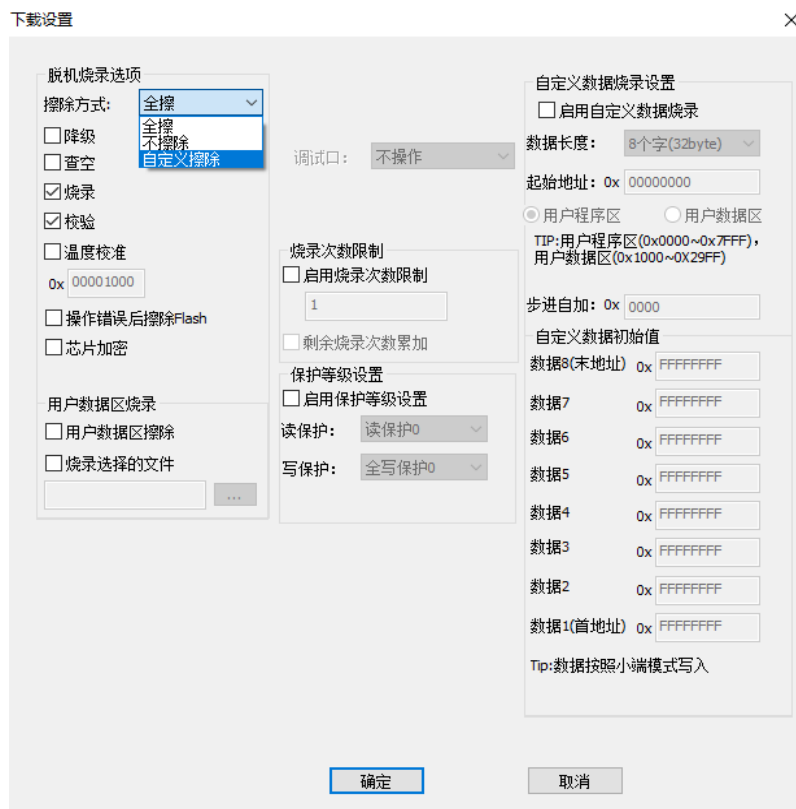 下载设置
脱机烧录选项
擦除方式:
全擦
全擦
不擦除
自定义擦除
降级
查空
烧录
校验
温度校准
0x 00001000
操作错误后擦除Flash
芯片加密
用户数据区烧录
用户数据区擦除
烧录选择的文件
...
调试口:
不操作
烧录次数限制
启用烧录次数限制
1
剩余烧录次数累加
保护等级设置
启用保护等级设置
读保护: 读保护0
写保护: 全写保护0
自定义数据烧录设置
启用自定义数据烧录
数据长度: 8个字(32byte)
起始地址: 0x 00000000
用户程序区 用户数据区
TIP:用户程序区(0x0000~0x7FFF),
用户数据区(0x1000~0X29FF)
步进自加: 0x 0000
自定义数据初始值
数据8(末地址) 0x FFFFFFFF
数据7 0x FFFFFFFF
数据6 0x FFFFFFFF
数据5 0x FFFFFFFF
数据4 0x FFFFFFFF
数据3 0x FFFFFFFF
数据2 0x FFFFFFFF
数据1(首地址) 0x FFFFFFFF
Tip:数据按照小端模式写入
确定 取消